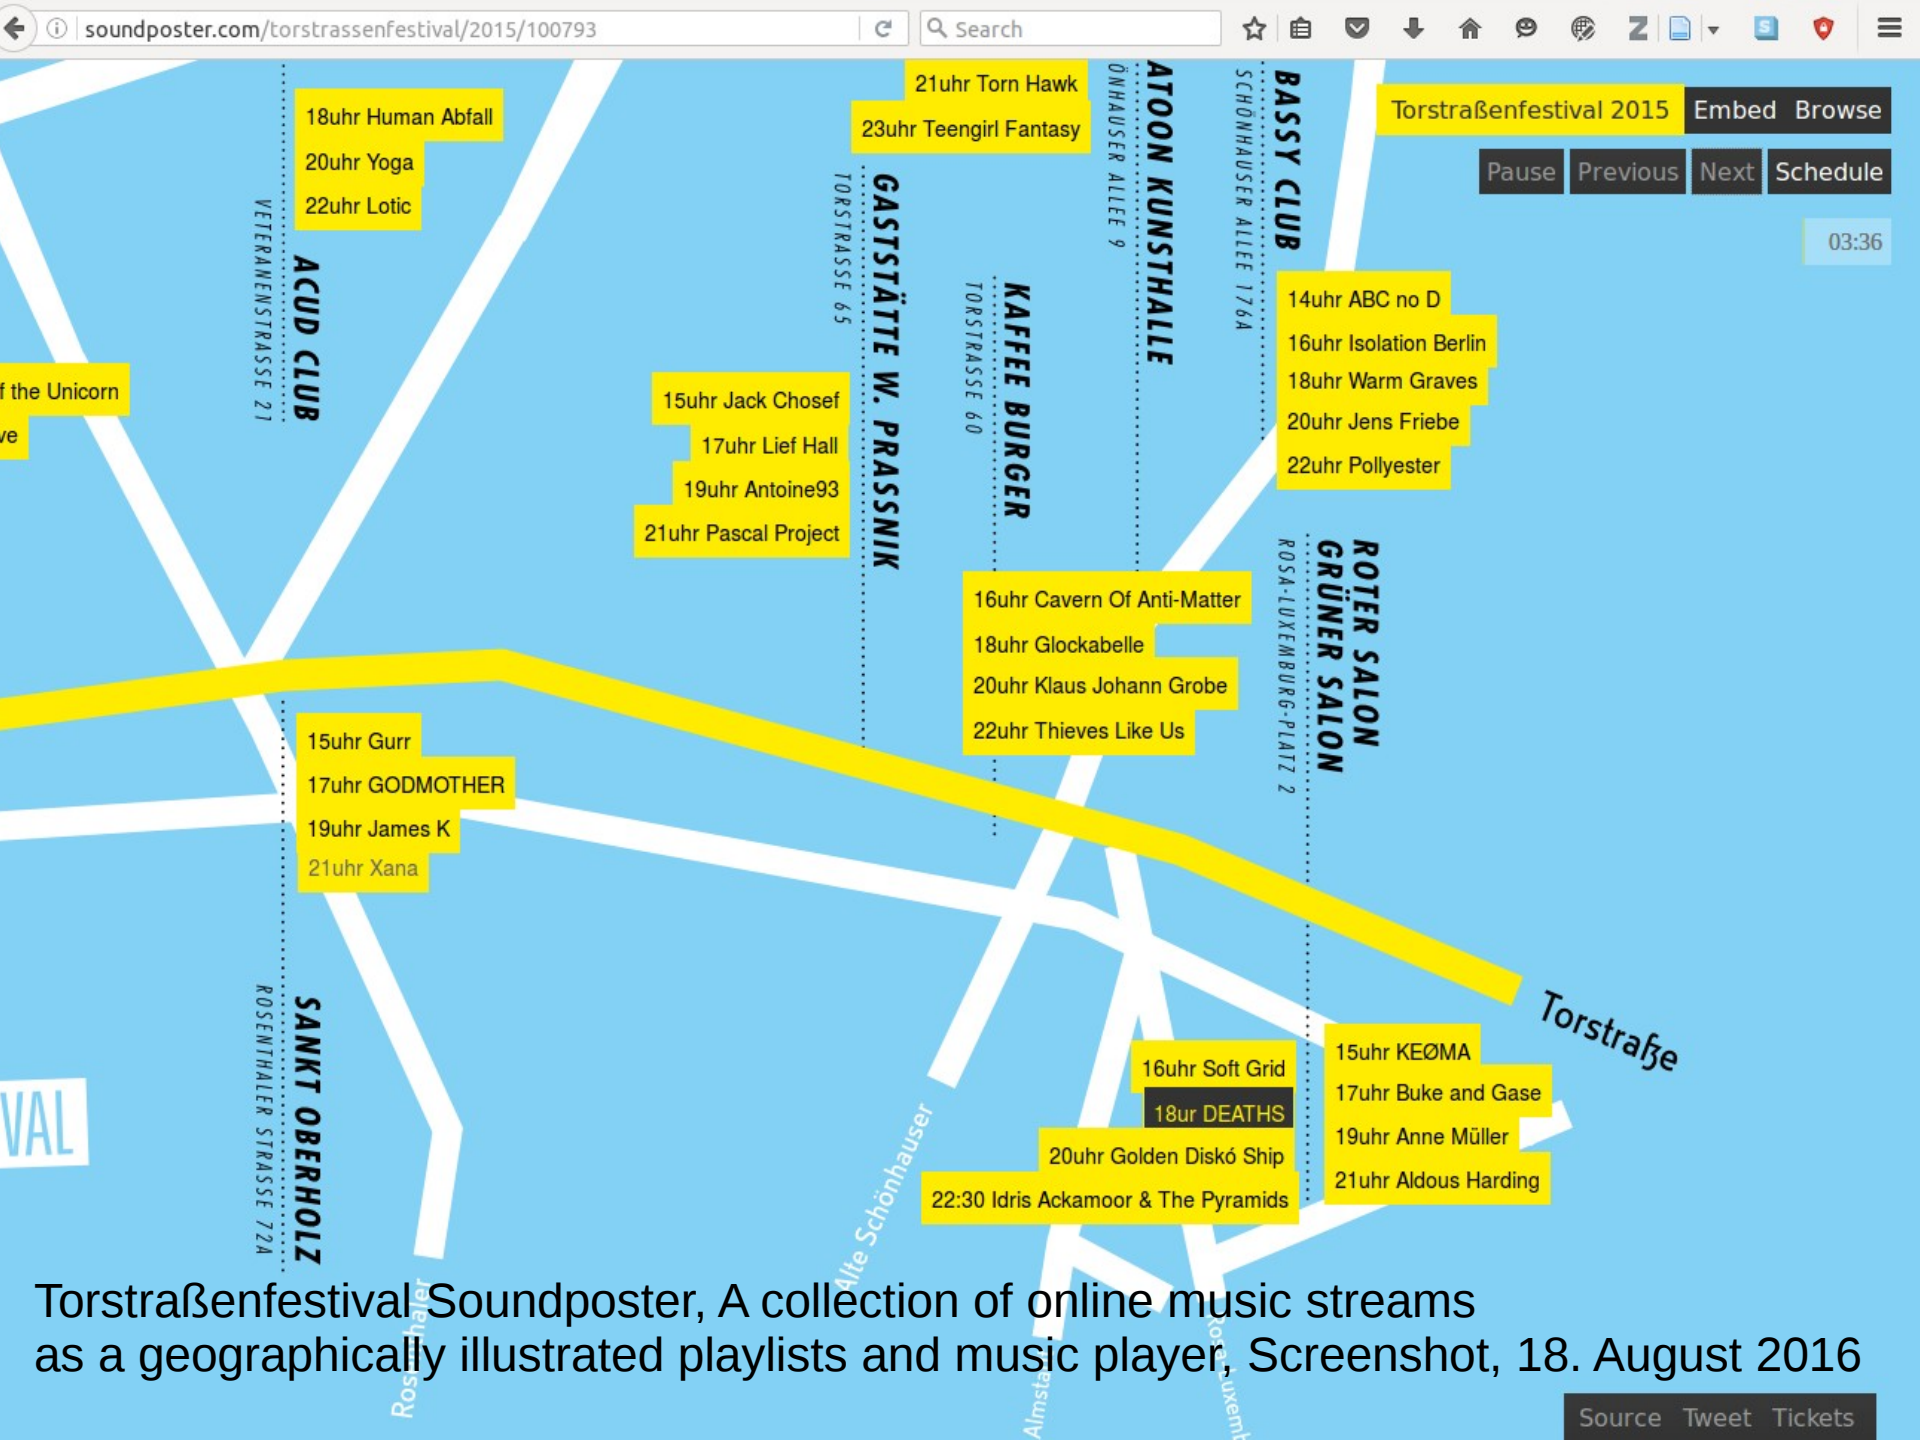 soundposter.com/torstrassenfestival/2015/100793
Search
Torstraßenfestival 2015
Embed
Browse
Pause
Previous
Next
Schedule
03:36
18uhr Human Abfall
20uhr Yoga
22uhr Lotic
VETERANENSTRASSE 21
ACUD CLUB
21uhr Torn Hawk
23uhr Teengirl Fantasy
TORSTRASSE 65
GASTSTÄTTE W. PRASSNIK
15uhr Jack Chosef
17uhr Lief Hall
19uhr Antoine93
21uhr Pascal Project
TORSTRASSE 60
KAFFEE BURGER
ÖNHAUSER ALLEE 9
ATOON KUNSTHALLE
SCHÖNHAUSER ALLEE 176A
BASSY CLUB
14uhr ABC no D
16uhr Isolation Berlin
18uhr Warm Graves
20uhr Jens Friebe
22uhr Pollyester
f the Unicorn
ve
16uhr Cavern Of Anti-Matter
18uhr Glockabelle
20uhr Klaus Johann Grobe
22uhr Thieves Like Us
ROSA-LUXEMBURG-PLATZ 2
ROTER SALON
GRÜNER SALON
15uhr Gurr
17uhr GODMOTHER
19uhr James K
21uhr Xana
ROSENTHALER STRASSE 72A
SANKT OBERHOLZ
VAL
Torstraße
16uhr Soft Grid
18ur DEATHS
20uhr Golden Diskó Ship
22:30 Idris Ackamoor & The Pyramids
15uhr KEØMA
17uhr Buke and Gase
19uhr Anne Müller
21uhr Aldous Harding
Alte Schönhauser
Rosenthaler
Almsta
Rosa-Luxemb
Torstraßenfestival Soundposter, A collection of online music streams
as a geographically illustrated playlists and music player, Screenshot, 18. August 2016
Source
Tweet
Tickets